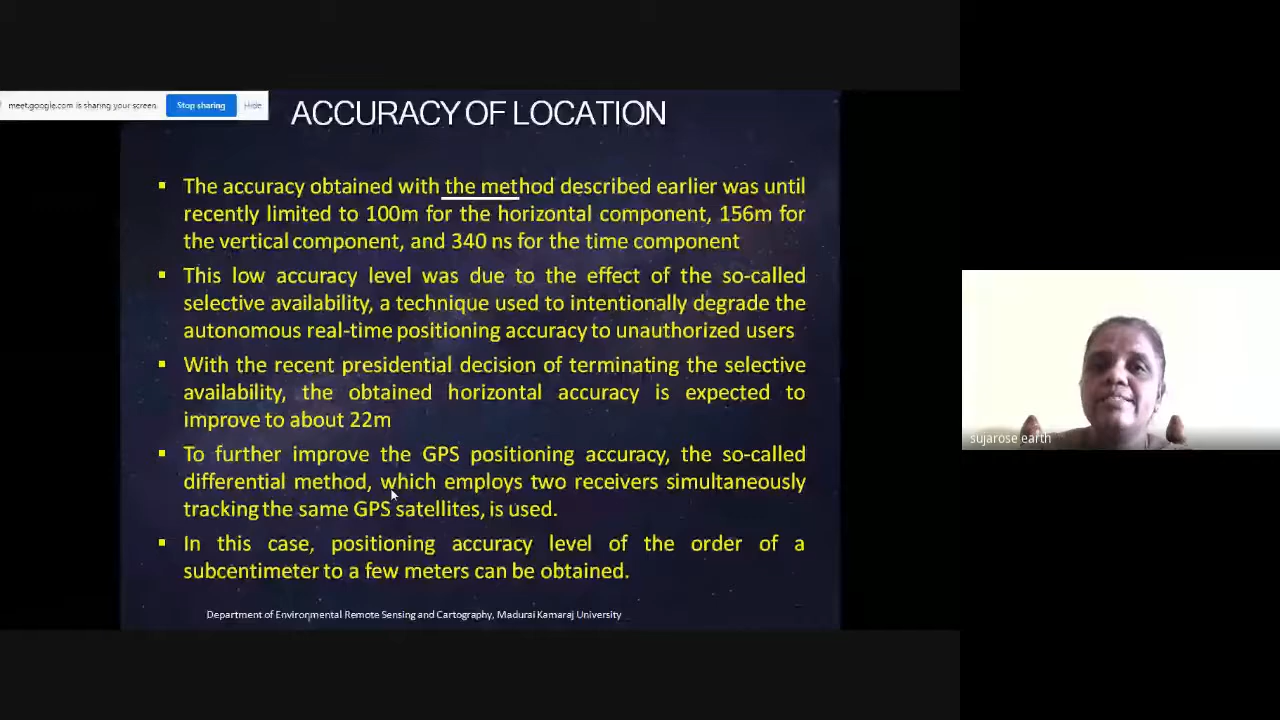 meet.google.com is sharing your screen.
Stop sharing
Hide
ACCURACY OF LOCATION
▪ The accuracy obtained with the method described earlier was until
recently limited to 100m for the horizontal component, 156m for
the vertical component, and 340 ns for the time component
▪ This low accuracy level was due to the effect of the so-called
selective availability, a technique used to intentionally degrade the
autonomous real-time positioning accuracy to unauthorized users
▪ With the recent presidential decision of terminating the selective
availability, the obtained horizontal accuracy is expected to
improve to about 22m
▪ To further improve the GPS positioning accuracy, the so-called
differential method, which employs two receivers simultaneously
tracking the same GPS satellites, is used.
▪ In this case, positioning accuracy level of the order of a
subcentimeter to a few meters can be obtained.
Department of Environmental Remote Sensing and Cartography, Madurai Kamaraj University
sujarose earth